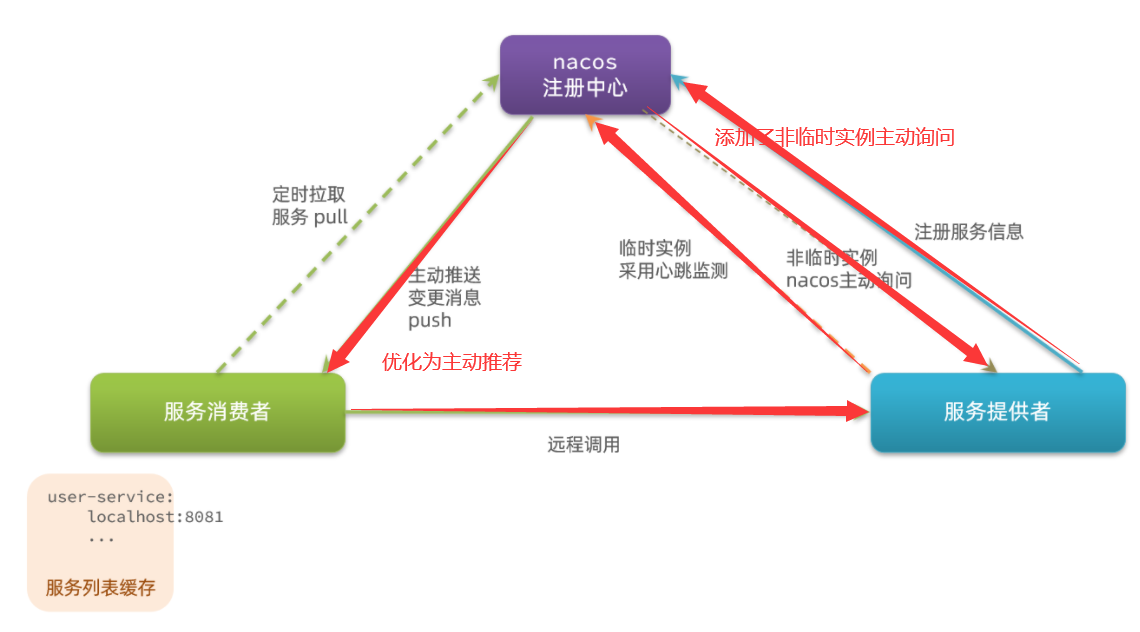 nacos
注册中心
添加了非临时实例主动询问
定时拉取
服务 pull
注册服务信息
临时实例
采用心跳监测
非临时实例
nacos主动询问
主动推送
变更消息
push
优化为主动推荐
服务消费者
服务提供者
远程调用
user-service:
localhost:8081
...
服务列表缓存